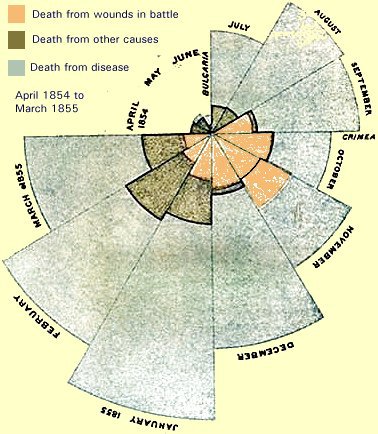 Death from wounds in battle
Death from other causes
Death from disease
April 1854 to
March 1855
APRIL
1854
MAY
JUNE
BULGARIA
JULY
AUGUST
SEPTEMBER
CRIMEA
OCTOBER
NOVEMBER
DECEMBER
JANUARY 1855
FEBRUARY
MARCH 1855